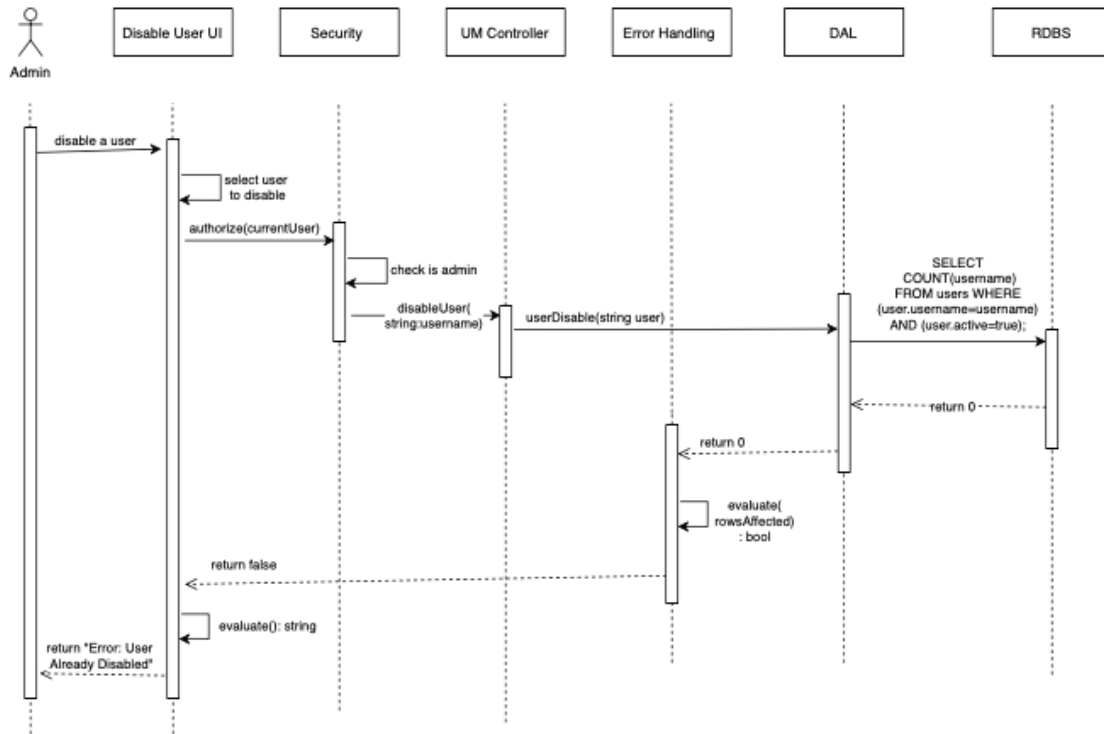 Disable User UI
Security
UM Controller
Error Handling
DAL
RDBS
Admin
disable a user
select user
to disable
authorize(currentUser)
check is admin
disableUser(
string:username)
userDisable(string user)
SELECT
COUNT(username)
FROM users WHERE
(user.username=username)
AND (user.active=true);
return 0
return 0
evaluate(
rowsAffected)
: bool
return false
evaluate(): string
return "Error: User
Already Disabled"